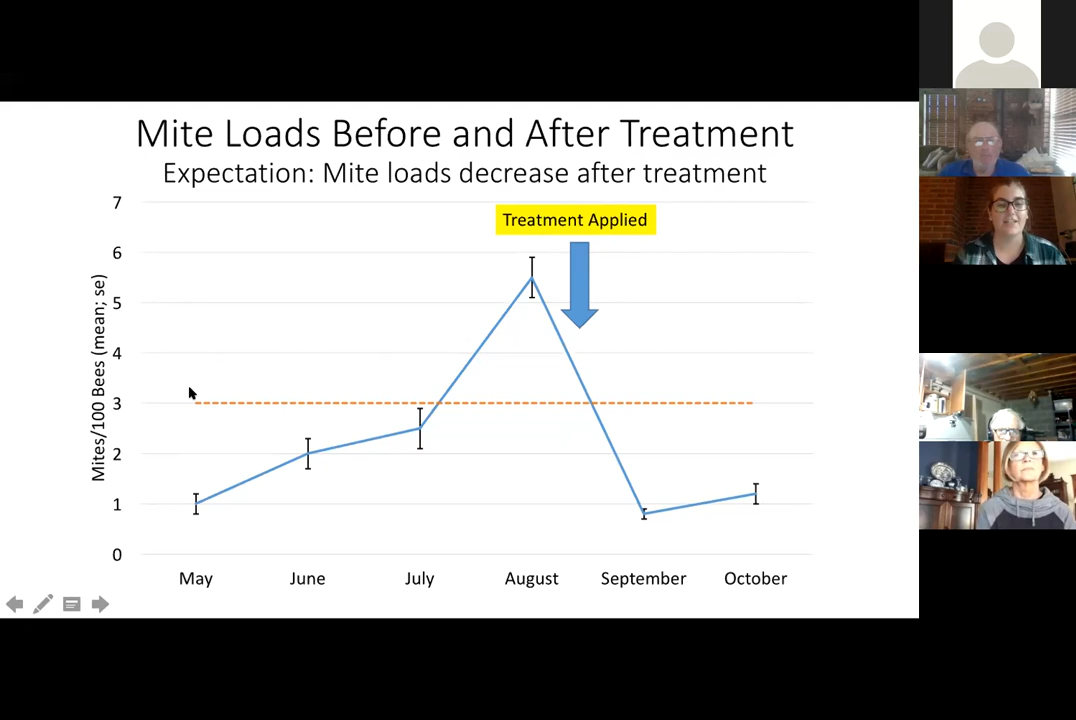 Mite Loads Before and After Treatment
Expectation: Mite loads decrease after treatment
Treatment Applied
Mites/100 Bees (mean; se)
7
6
5
4
3
2
1
0
May June July August September October